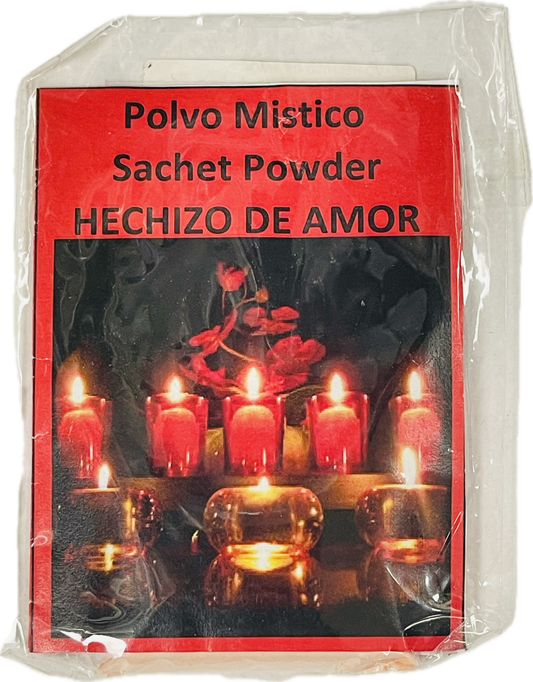 Polvo Mistico
Sachet Powder
HECHIZO DE AMOR